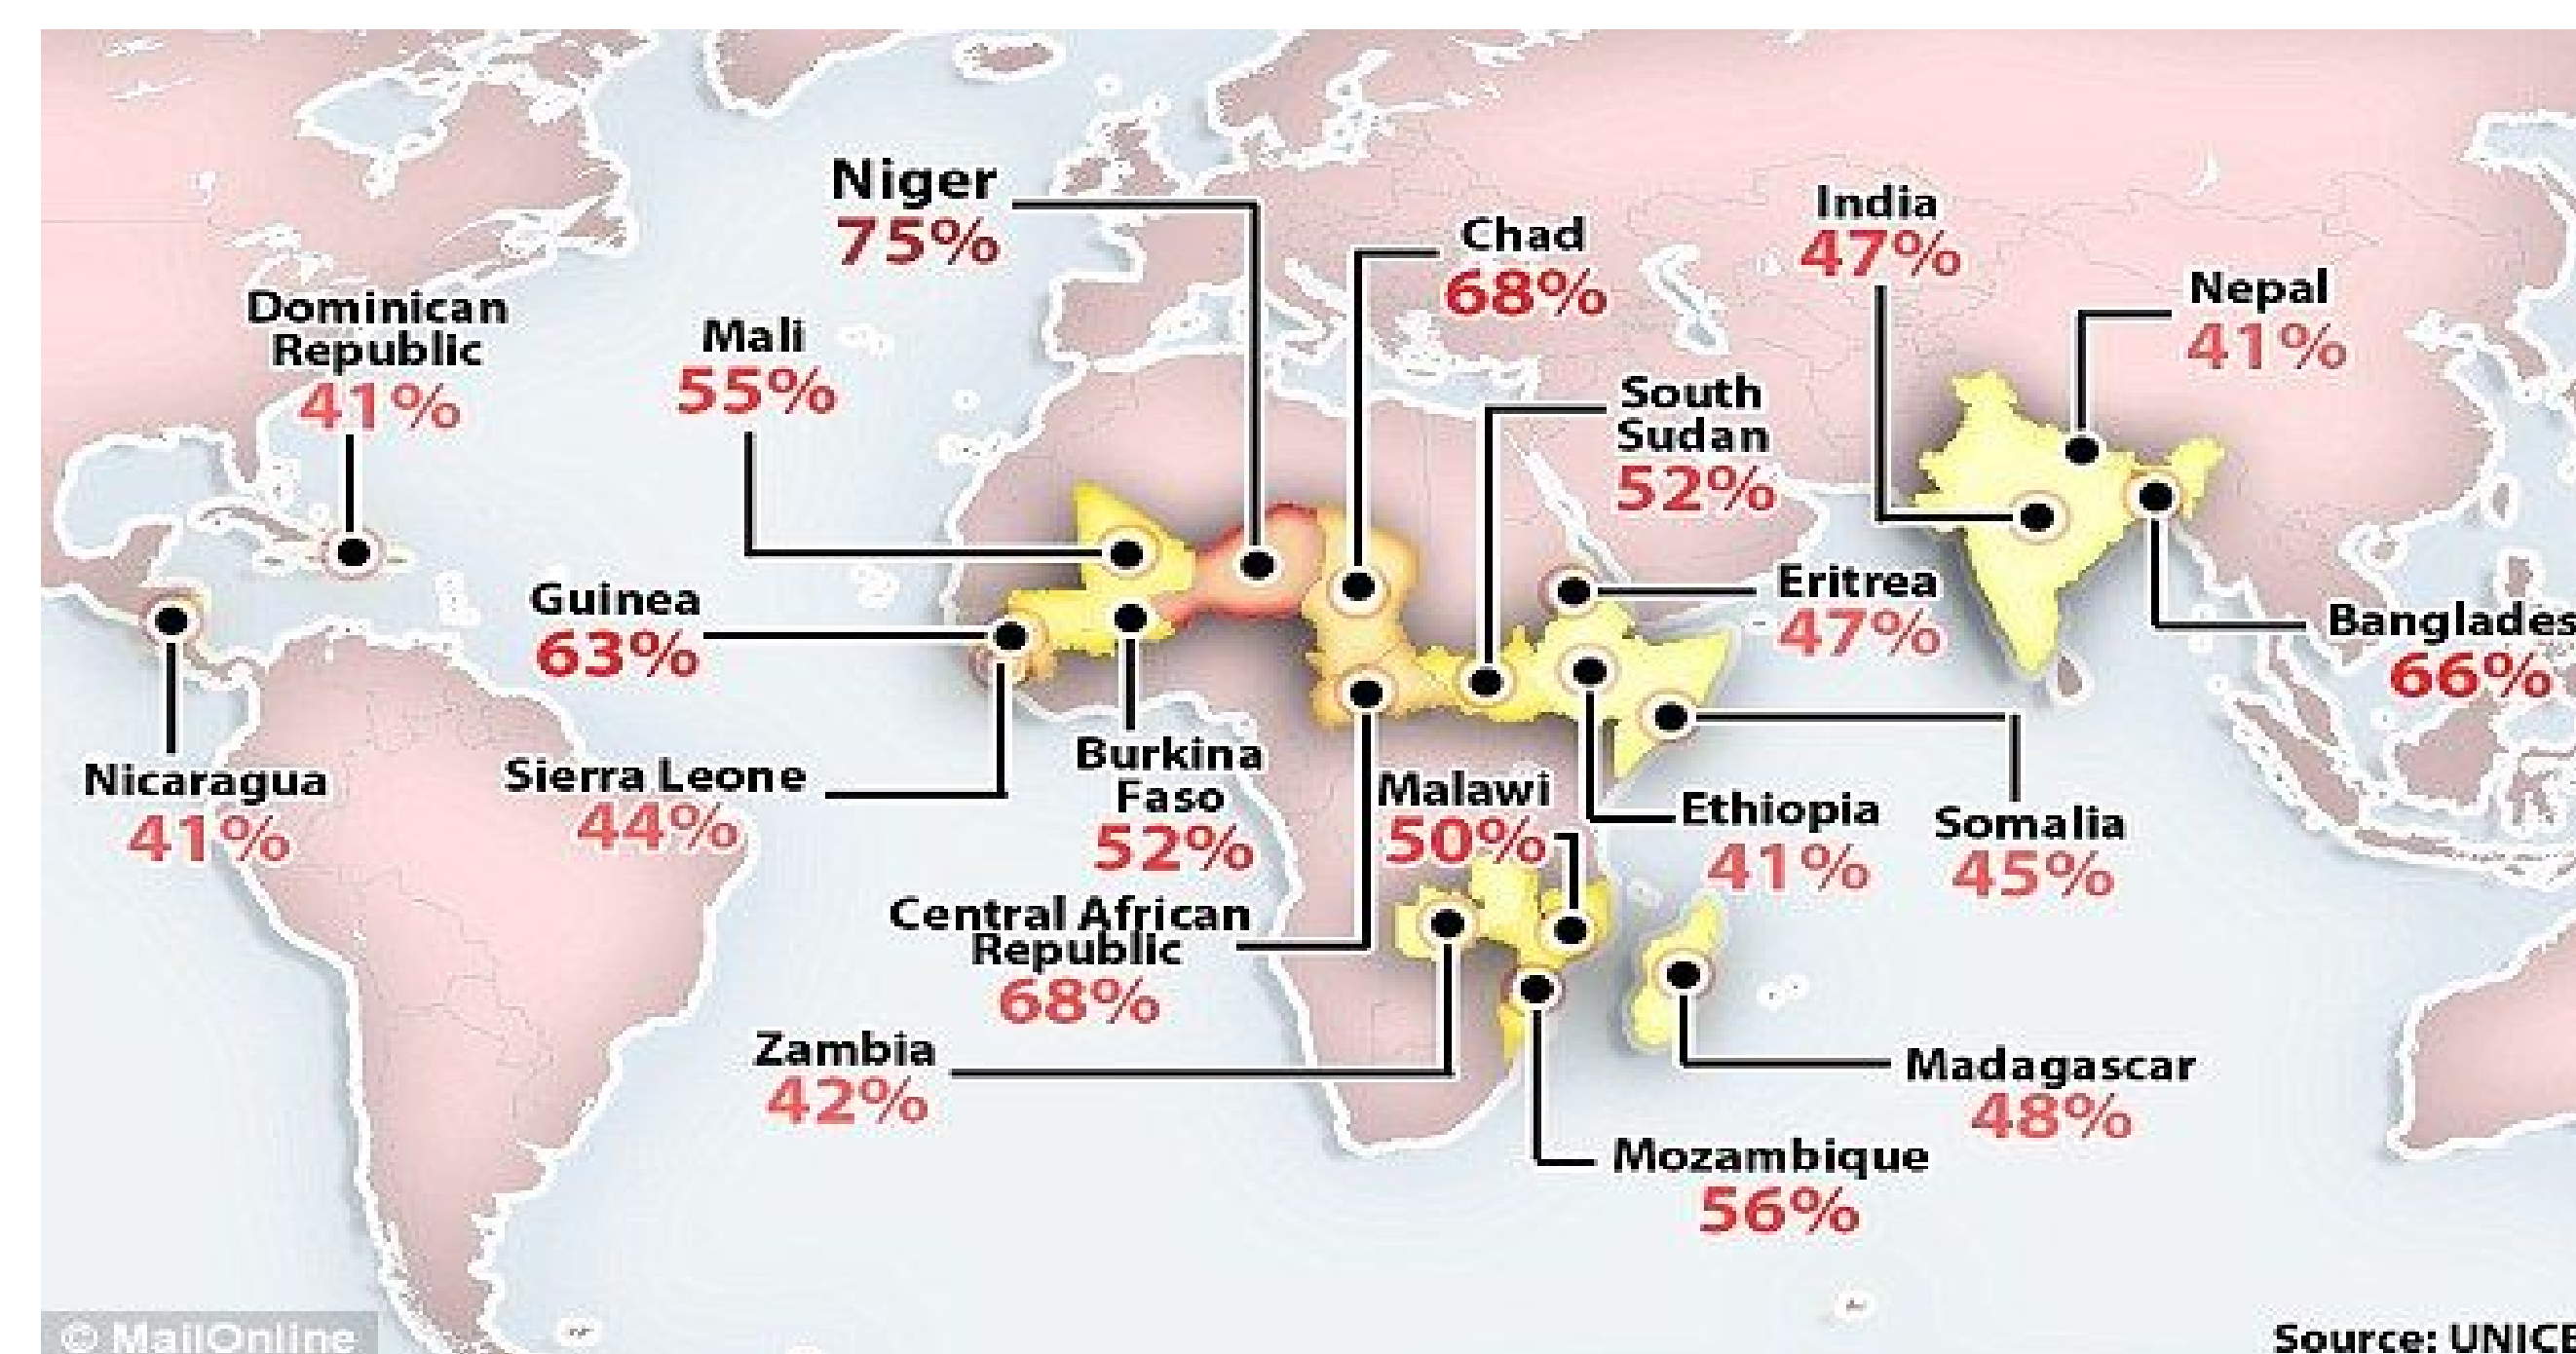 Niger
75%
India
47%
Chad
68%
Nepal
41%
Dominican
Republic
41%
Mali
55%
South
Sudan
52%
Guinea
63%
Eritrea
47%
Banglades
66%
Nicaragua
41%
Sierra Leone
44%
Burkina
Faso
52%
Malawi
50%
Ethiopia
41%
Somalia
45%
Central African
Republic
68%
Zambia
42%
Madagascar
48%
Mozambique
56%
© MailOnline
Source: UNICE